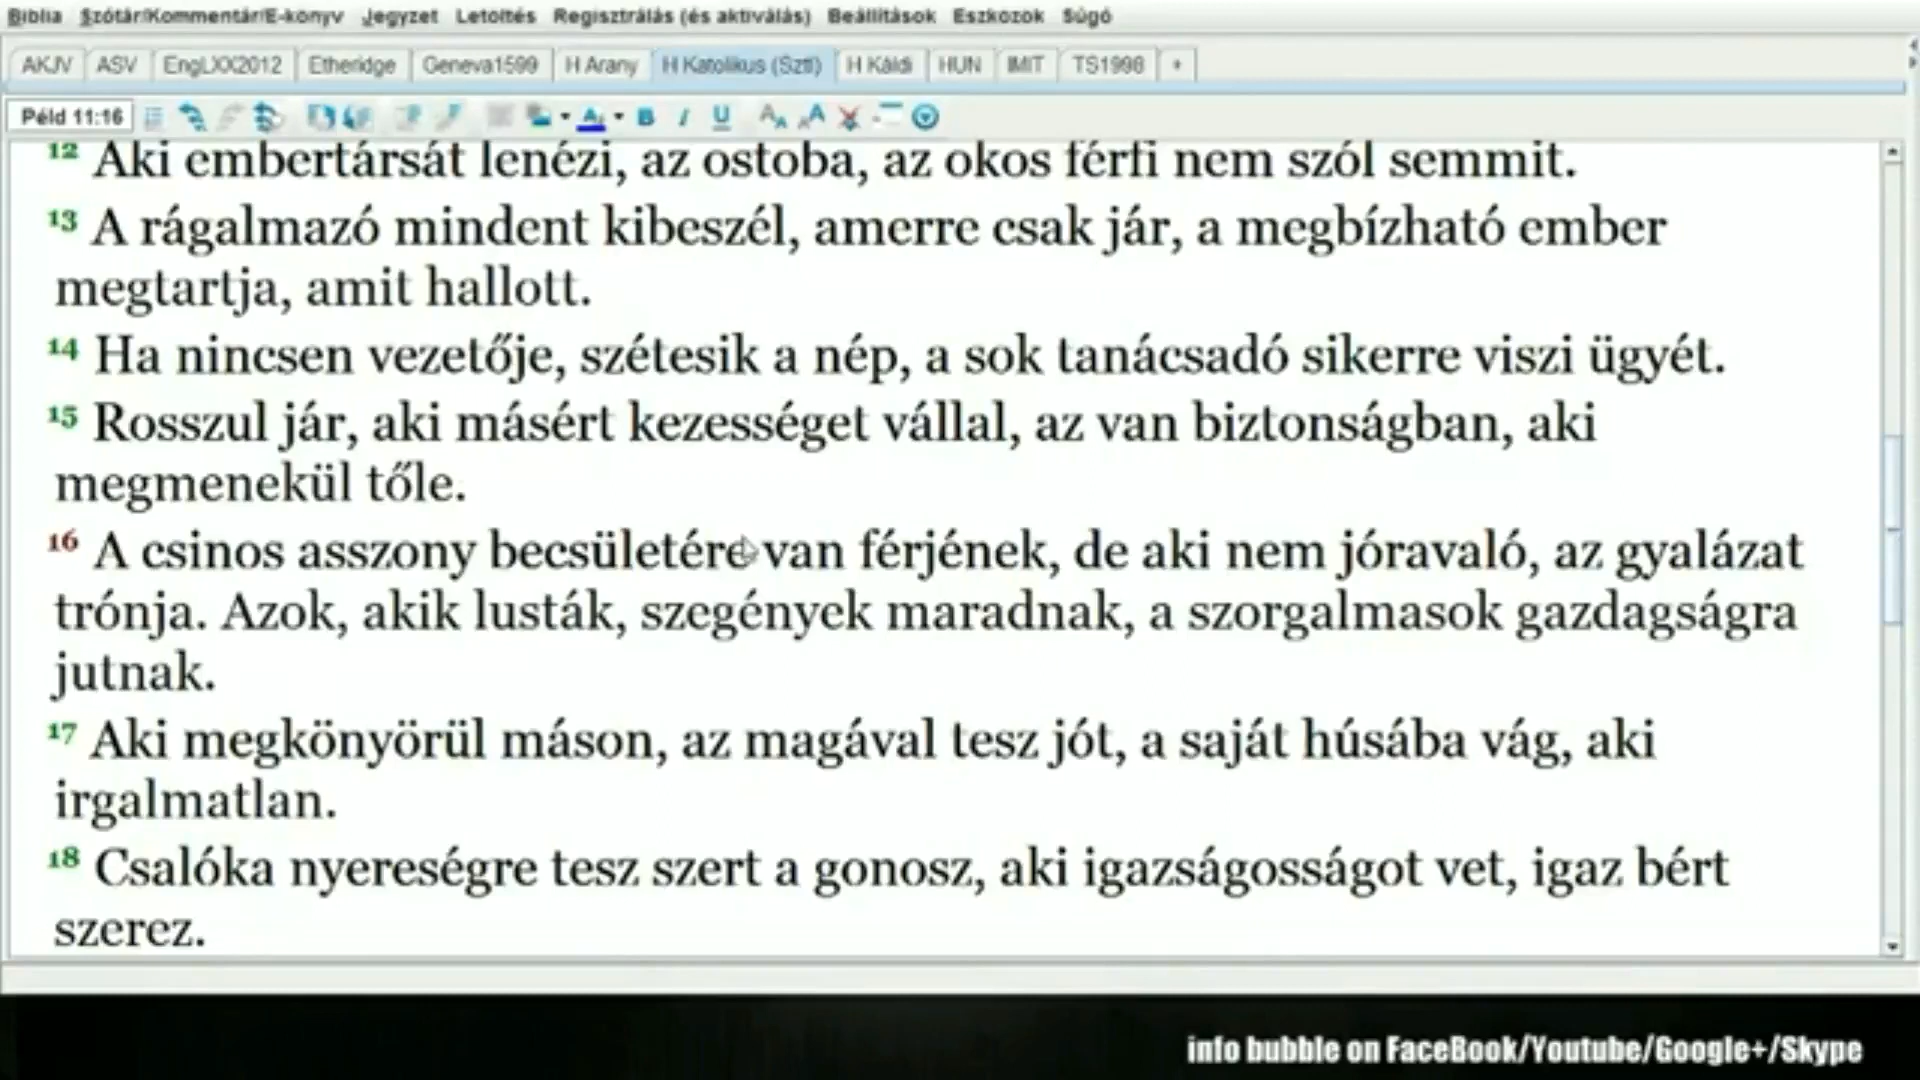 Biblia Szótár/Kommentár/E-könyv Jegyzet Letöltés Regisztrálás (és aktiválás) Beállítások Eszközök Súgó
AKJV ASV EngLXX2012 Etheridge Geneva1599 H Arany H Katolikus (Szti) H Káldi HUN IMIT TS1998 +
Péld 11:16 B I U
12 Aki embertársát lenézi, az ostoba, az okos férfi nem szól semmit.
13 A rágalmazó mindent kibeszél, amerre csak jár, a megbízható ember
megtartja, amit hallott.
14 Ha nincsen vezetője, szétesik a nép, a sok tanácsadó sikerre viszi ügyét.
15 Rosszul jár, aki másért kezességet vállal, az van biztonságban, aki
megmenekül tőle.
16 A csinos asszony becsületére van férjének, de aki nem jóravaló, az gyalázat
trónja. Azok, akik lusták, szegények maradnak, a szorgalmasok gazdagságra
jutnak.
17 Aki megkönyörül máson, az magával tesz jót, a saját húsába vág, aki
irgalmatlan.
18 Csalóka nyereségre tesz szert a gonosz, aki igazságosságot vet, igaz bért
szerez.
info bubble on FaceBook/Youtube/Google+/Skype